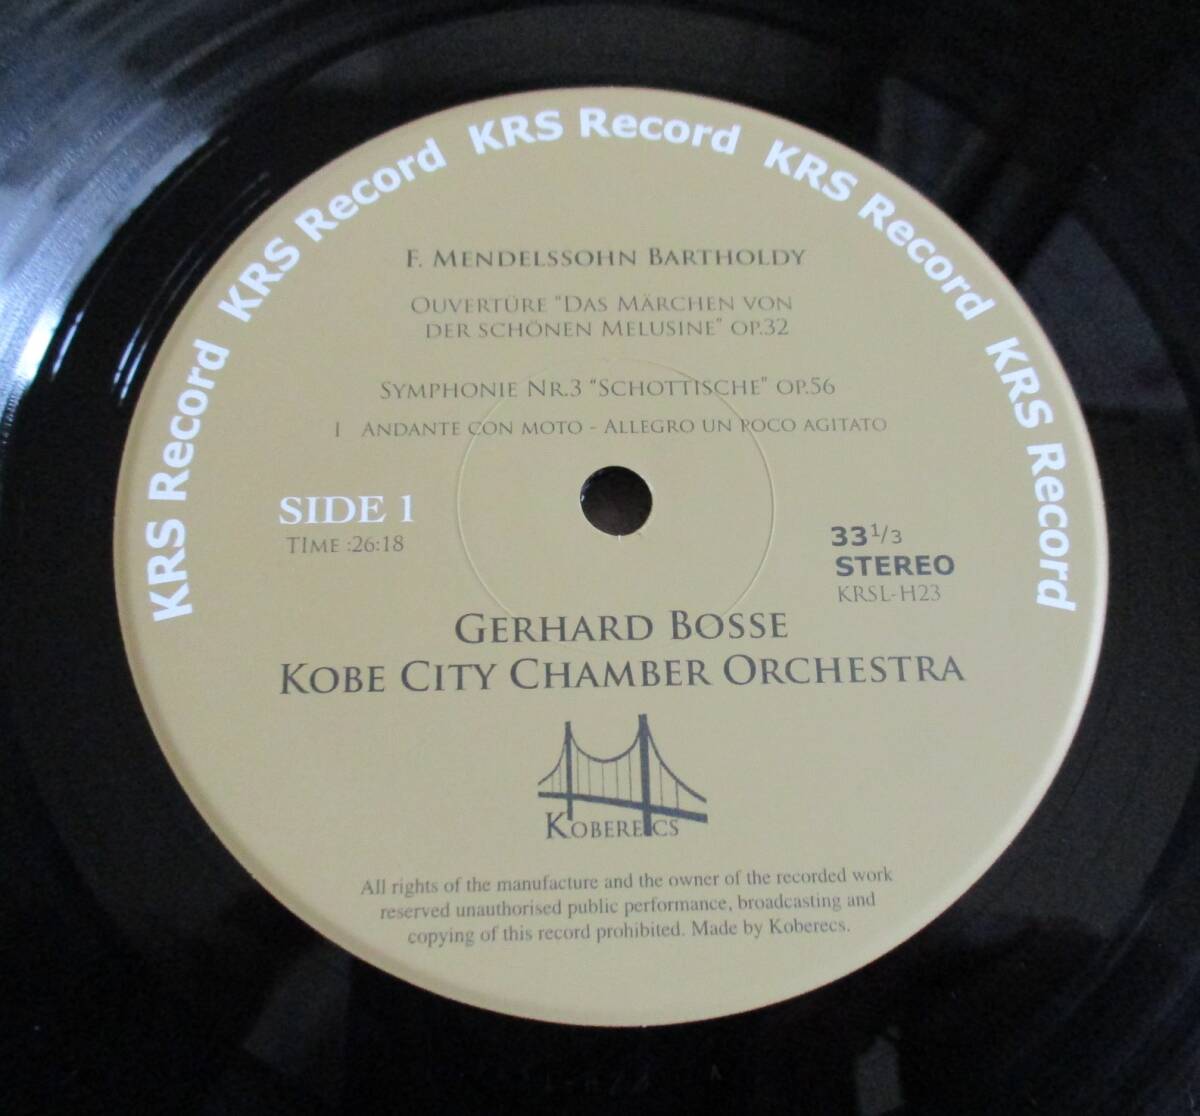 KRS Record KRS Record KRS Record KRS Record KRS Record
F. MENDELSSOHN BARTHOLDY
OUVERTÜRE "DAS MÄRCHEN VON
DER SCHÖNEN MELUSINE" OP.32
SYMPHONIE NR.3 "SCHOTTISCHE" OP.56
I ANDANTE CON MOTO - ALLEGRO UN POCO AGITATO
SIDE 1
TIME :26:18
33 1/3
STEREO
KRSL-H23
GERHARD BOSSE
KOBE CITY CHAMBER ORCHESTRA
KOBERECS
All rights of the manufacture and the owner of the recorded work
reserved unauthorised public performance, broadcasting and
copying of this record prohibited. Made by Koberecs.